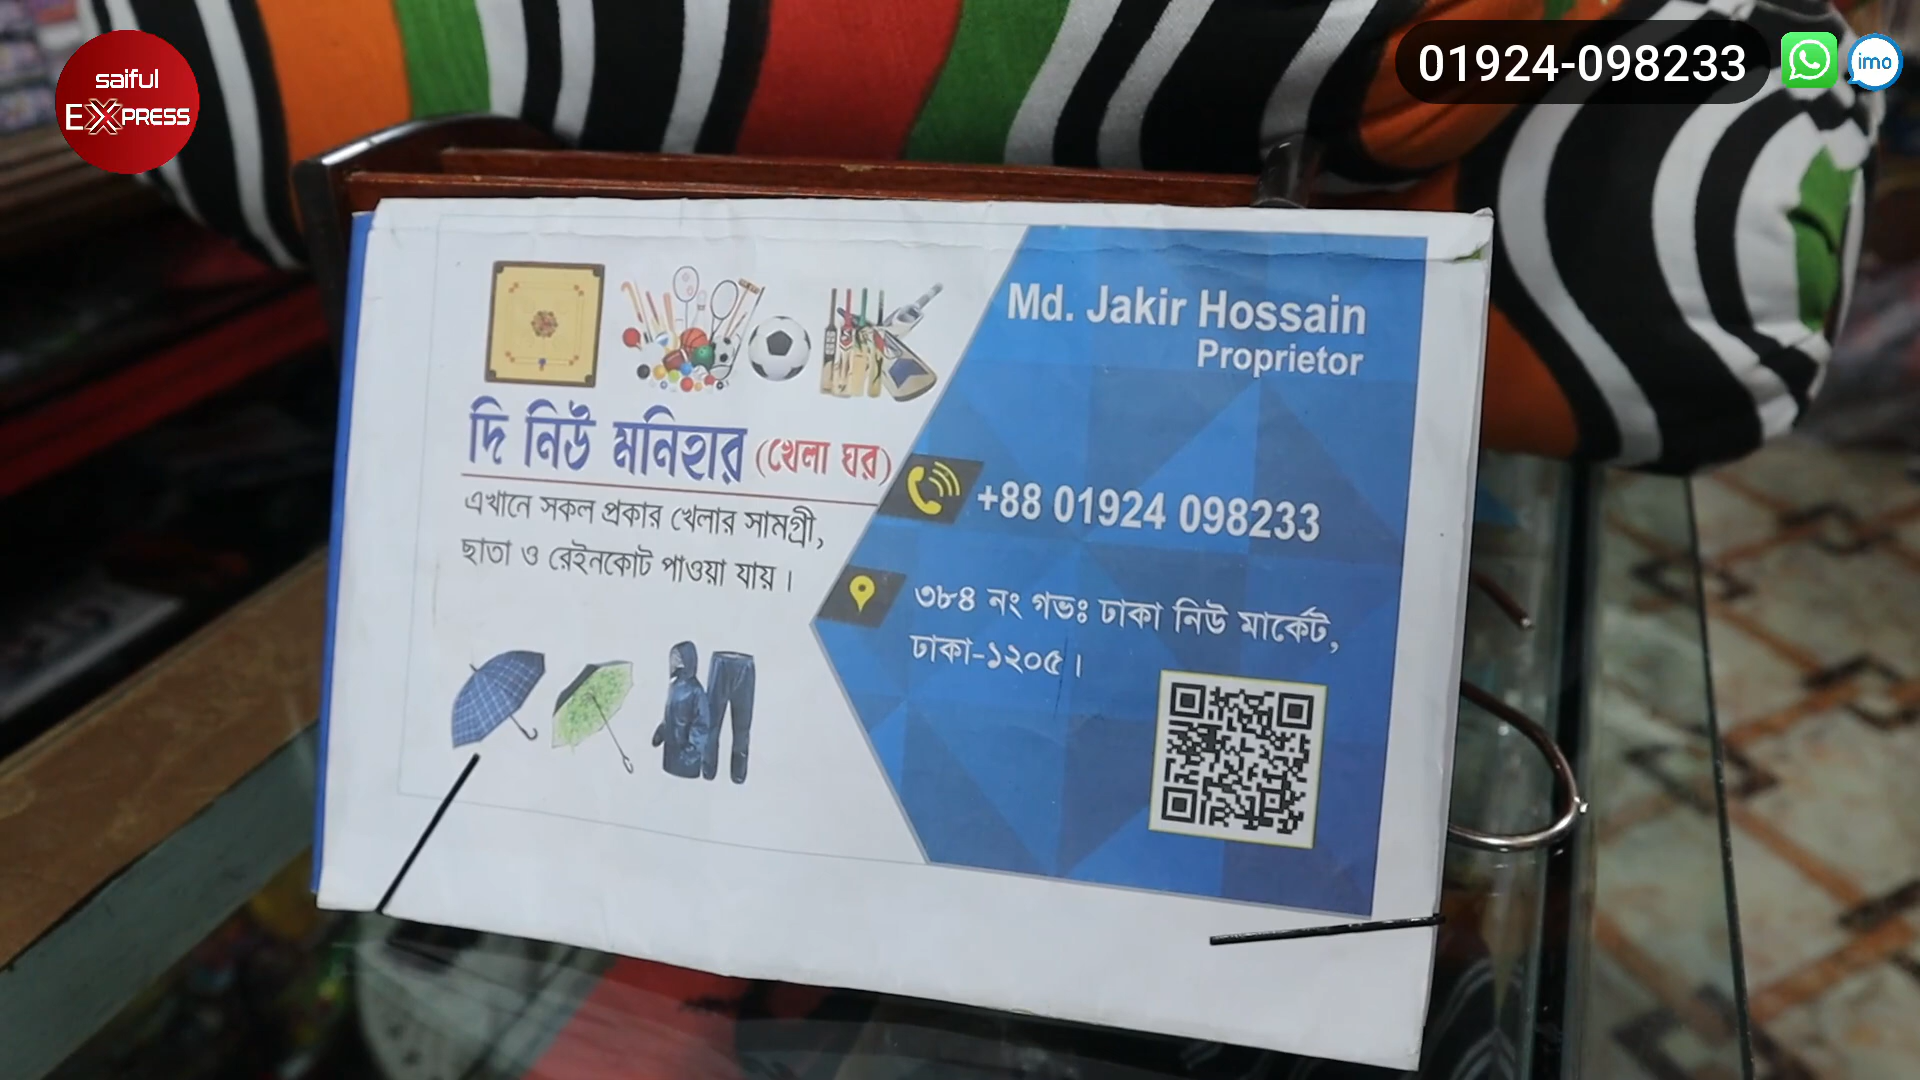 saiful
EXPRESS
01924-098233
imo
Md. Jakir Hossain
Proprietor
দি নিউ মনিহার (খেলা ঘর)
এখানে সকল প্রকার খেলার সামগ্রী,
ছাতা ও রেইনকোট পাওয়া যায়।
+88 01924 098233
৩৮৪ নং গভঃ ঢাকা নিউ মার্কেট,
ঢাকা-১২০৫।